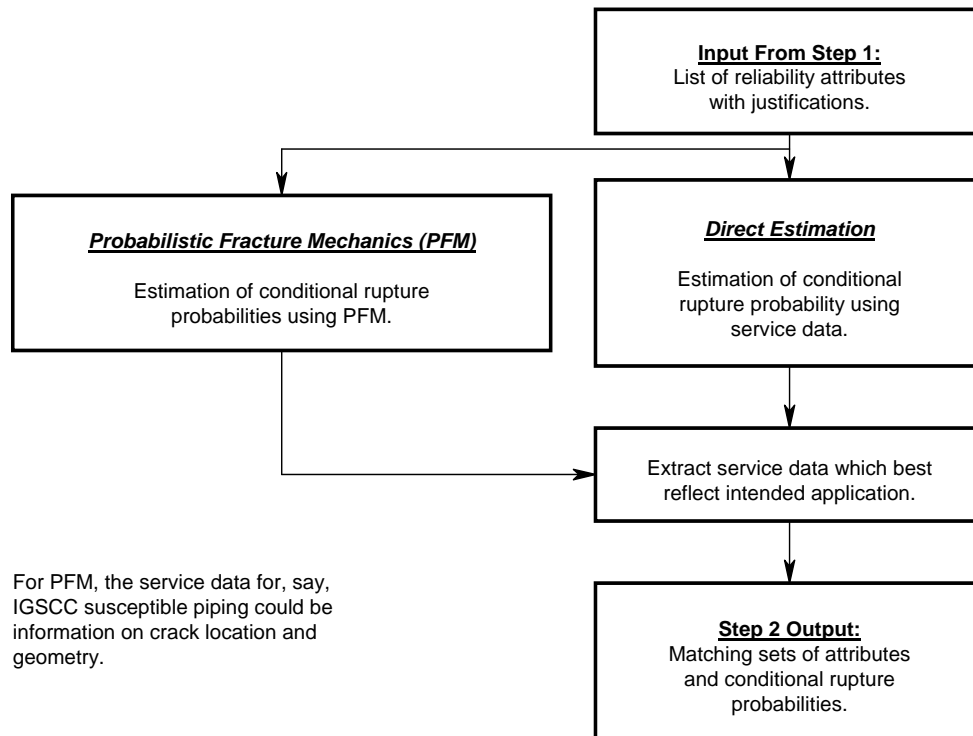 Input From Step 1:
List of reliability attributes
with justifications.
Probabilistic Fracture Mechanics (PFM)
Estimation of conditional rupture
probabilities using PFM.
Direct Estimation
Estimation of conditional
rupture probability using
service data.
Extract service data which best
reflect intended application.
For PFM, the service data for, say,
IGSCC susceptible piping could be
information on crack location and
geometry.
Step 2 Output:
Matching sets of attributes
and conditional rupture
probabilities.